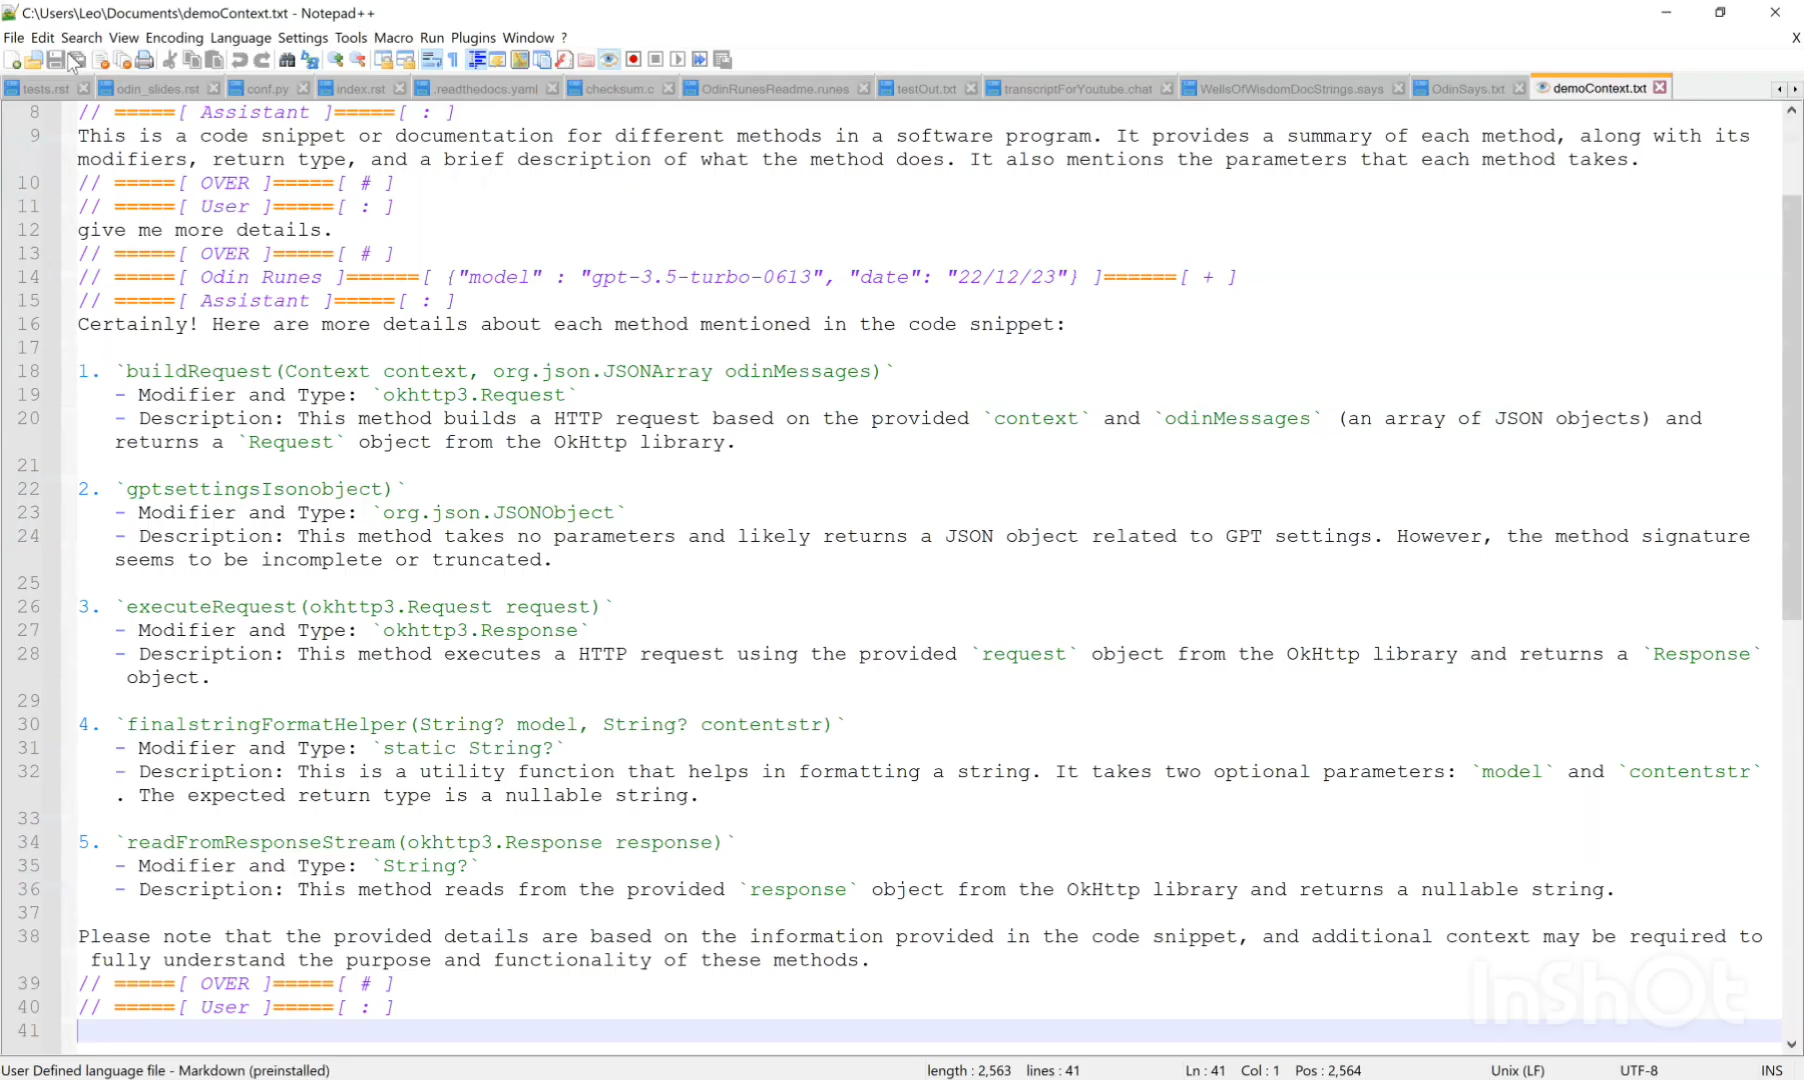 C:\Users\Leo\Documents\demoContext.txt - Notepad++
File Edit Search View Encoding Language Settings Tools Macro Run Plugins Window ? X
tests.rst odin_slides.rst conf.py index.rst .readthedocs.yaml checksum.c OdinRunesReadme.runes testOut.txt transcriptForYoutube.chat WellsOfWisdomDocStrings.says OdinSays.txt demoContext.txt
8 // =====[ Assistant ]=====[ : ]
9 This is a code snippet or documentation for different methods in a software program. It provides a summary of each method, along with its
modifiers, return type, and a brief description of what the method does. It also mentions the parameters that each method takes.
10 // =====[ OVER ]=====[ # ]
11 // =====[ User ]=====[ : ]
12 give me more details.
13 // =====[ OVER ]=====[ # ]
14 // =====[ Odin Runes ]======[ {"model" : "gpt-3.5-turbo-0613", "date": "22/12/23"} ]======[ + ]
15 // =====[ Assistant ]=====[ : ]
16 Certainly! Here are more details about each method mentioned in the code snippet:
17
18 1. `buildRequest(Context context, org.json.JSONArray odinMessages)`
19 - Modifier and Type: `okhttp3.Request`
20 - Description: This method builds a HTTP request based on the provided `context` and `odinMessages` (an array of JSON objects) and
returns a `Request` object from the OkHttp library.
21
22 2. `gptsettingsIsonobject)`
23 - Modifier and Type: `org.json.JSONObject`
24 - Description: This method takes no parameters and likely returns a JSON object related to GPT settings. However, the method signature
seems to be incomplete or truncated.
25
26 3. `executeRequest(okhttp3.Request request)`
27 - Modifier and Type: `okhttp3.Response`
28 - Description: This method executes a HTTP request using the provided `request` object from the OkHttp library and returns a `Response`
object.
29
30 4. `finalstringFormatHelper(String? model, String? contentstr)`
31 - Modifier and Type: `static String?`
32 - Description: This is a utility function that helps in formatting a string. It takes two optional parameters: `model` and `contentstr`
. The expected return type is a nullable string.
33
34 5. `readFromResponseStream(okhttp3.Response response)`
35 - Modifier and Type: `String?`
36 - Description: This method reads from the provided `response` object from the OkHttp library and returns a nullable string.
37
38 Please note that the provided details are based on the information provided in the code snippet, and additional context may be required to
fully understand the purpose and functionality of these methods.
39 // =====[ OVER ]=====[ # ]
40 // =====[ User ]=====[ : ]
41
InShOt
User Defined language file - Markdown (preinstalled) length : 2,563 lines : 41 Ln : 41 Col : 1 Pos : 2,564 Unix (LF) UTF-8 INS